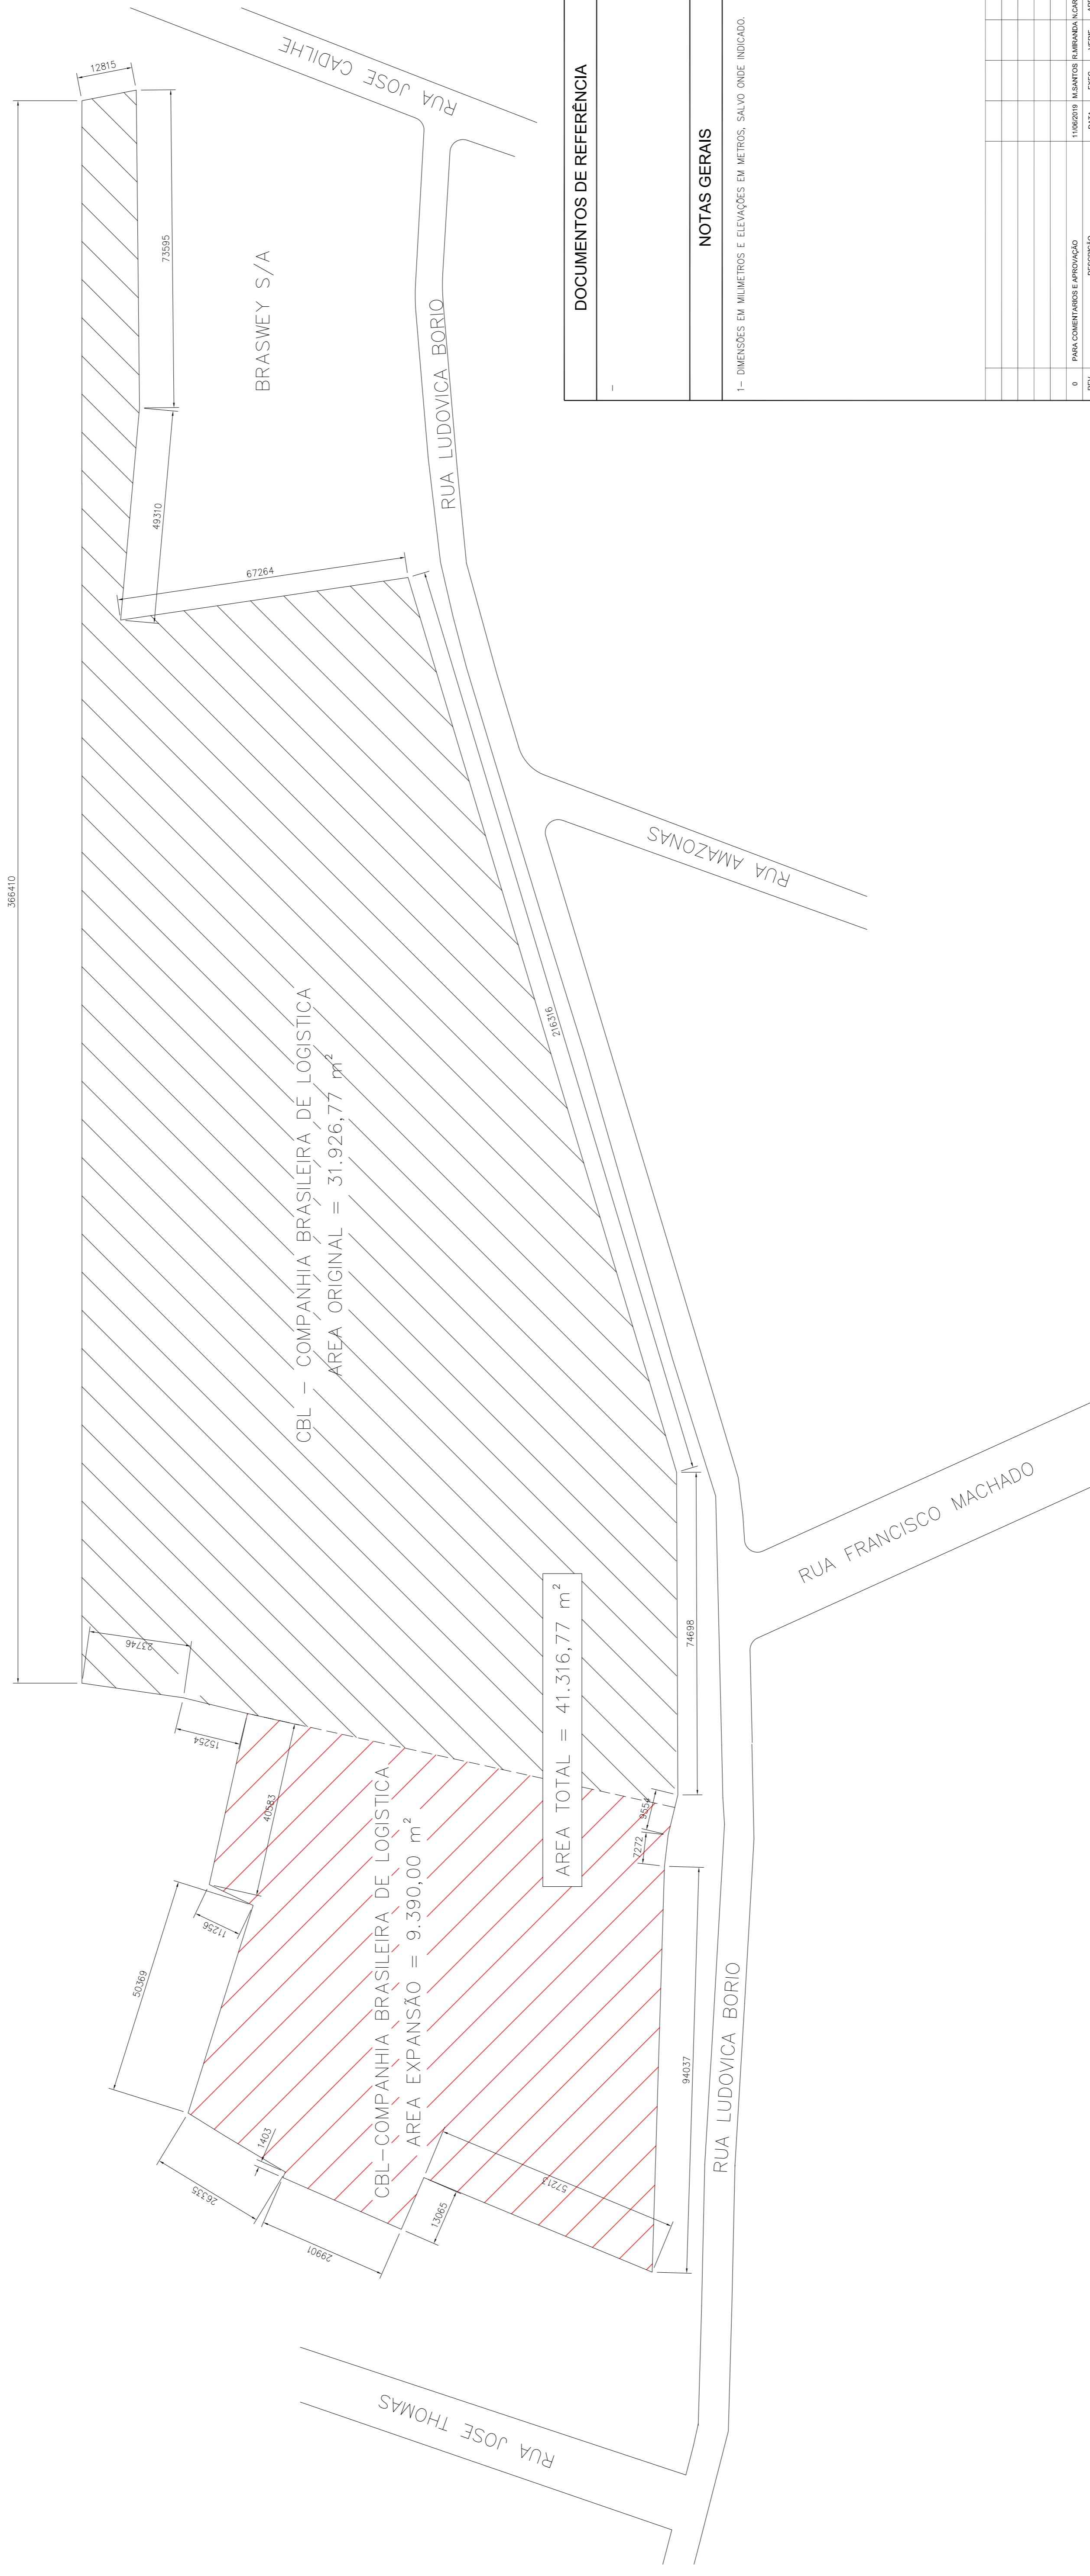 366410
12815
73595
49310
67264
216316
74698
23746
15254
40583
11256
50369
26335
1403
29901
13065
57213
94037
7272
9554
RUA JOSE CADILHE
BRASWEY S/A
RUA LUDOVICA BORIO
RUA AMAZONAS
CBL - COMPANHIA BRASILEIRA DE LOGISTICA
AREA ORIGINAL = 31.926,77 m²
AREA TOTAL = 41.316,77 m²
RUA FRANCISCO MACHADO
CBL-COMPANHIA BRASILEIRA DE LOGISTICA
AREA EXPANSÃO = 9.390,00 m²
RUA LUDOVICA BORIO
RUA JOSE THOMAS
DOCUMENTOS DE REFERÊNCIA
-
NOTAS GERAIS
1- DIMENSÕES EM MILIMETROS E ELEVAÇÕES EM METROS, SALVO ONDE INDICADO.
0 PARA COMENTARIOS E APROVAÇÃO 11/06/2019 M.SANTOS R.MIRANDA